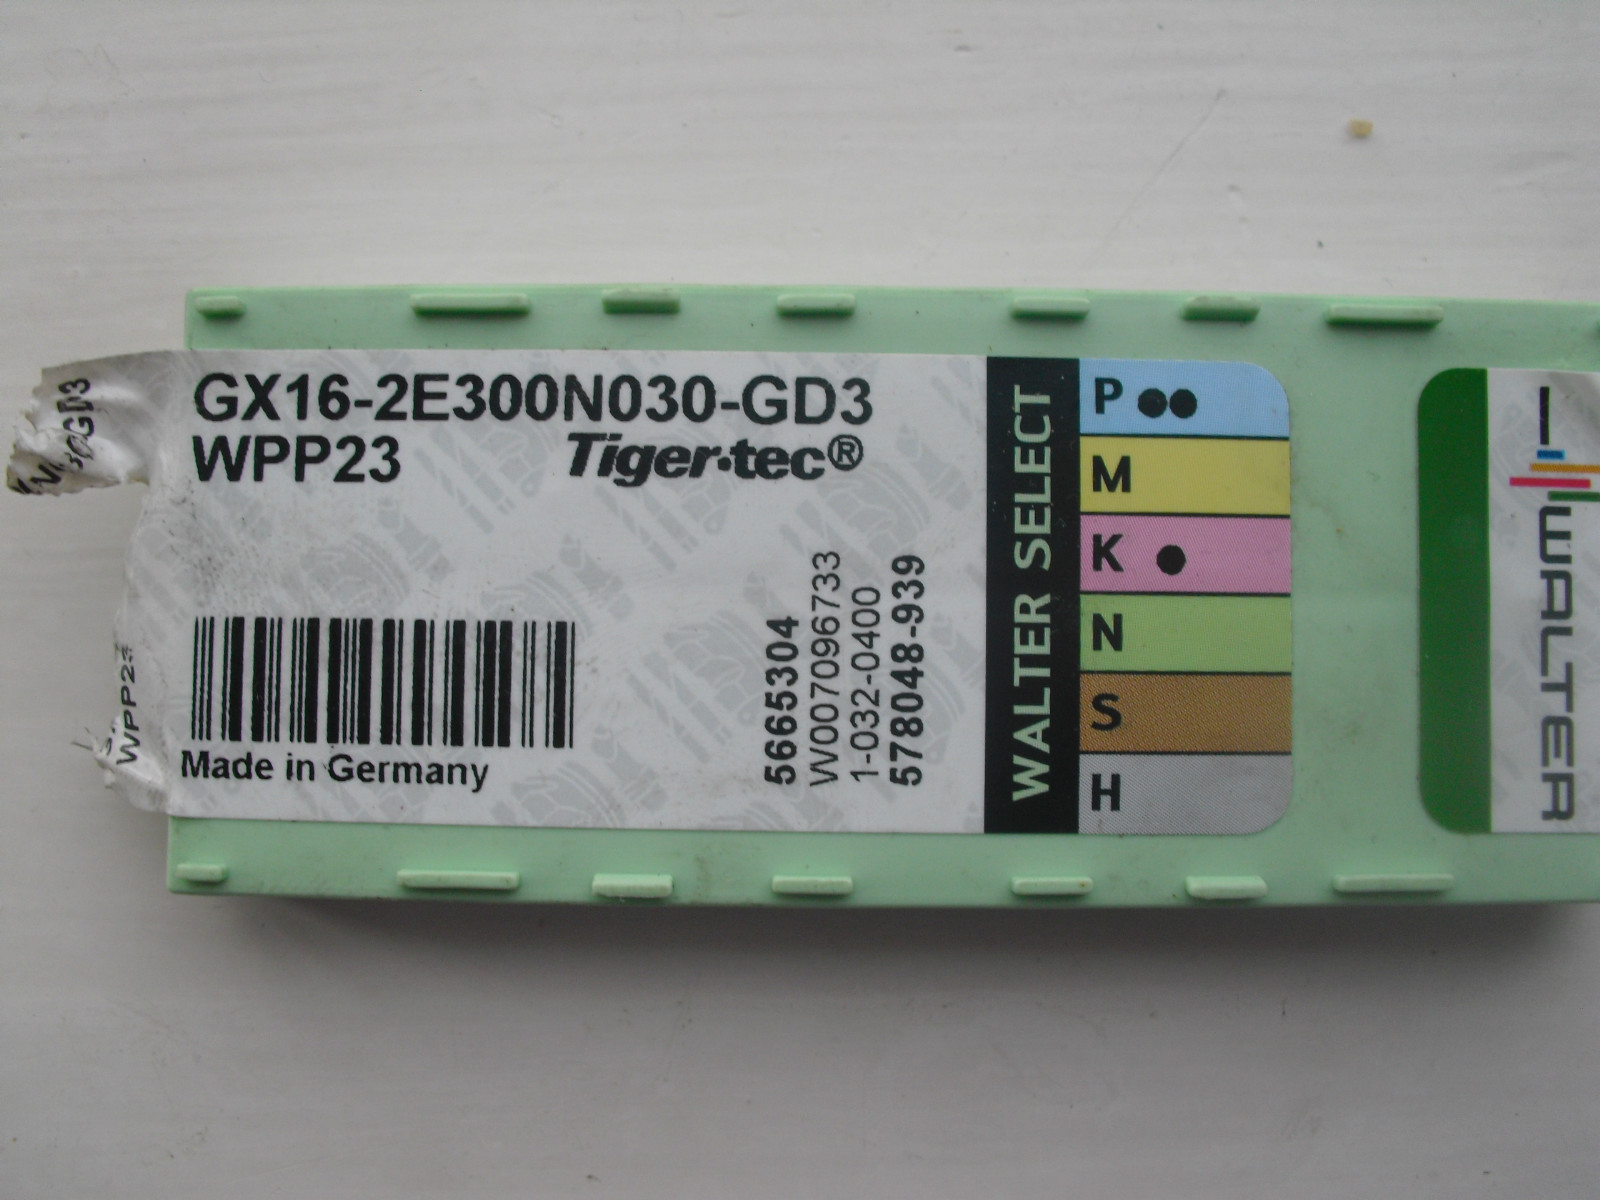 GX16-2E300N030-GD3
WPP23 Tiger·tec®
Made in Germany
5665304
W007096733
1-032-0400
578048-939
WALTER SELECT
P
M
K
N
S
H
WALTER
GD3
WPP23